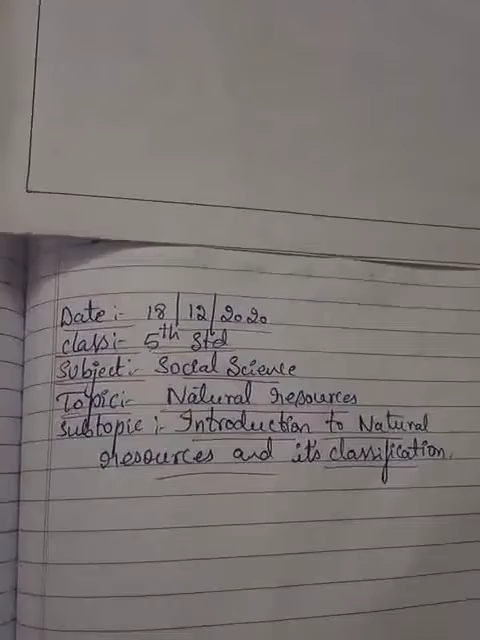 Date :- 18/12/2020
class:- 5th Std
Subject:- Social Science
Topic:- Natural resources
Subtopic :- Introduction to Natural
resources and it's classification.